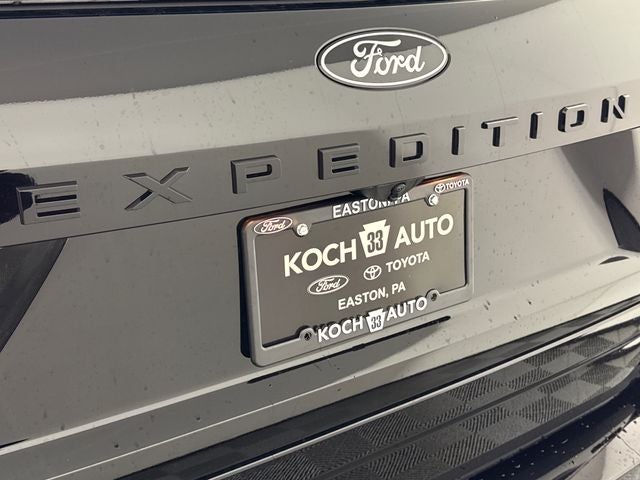 Ford
EXPEDITION
EASTON, PA
Ford
TOYOTA
KOCH 33 AUTO
Ford TOYOTA
EASTON, PA
KOCH 33 AUTO